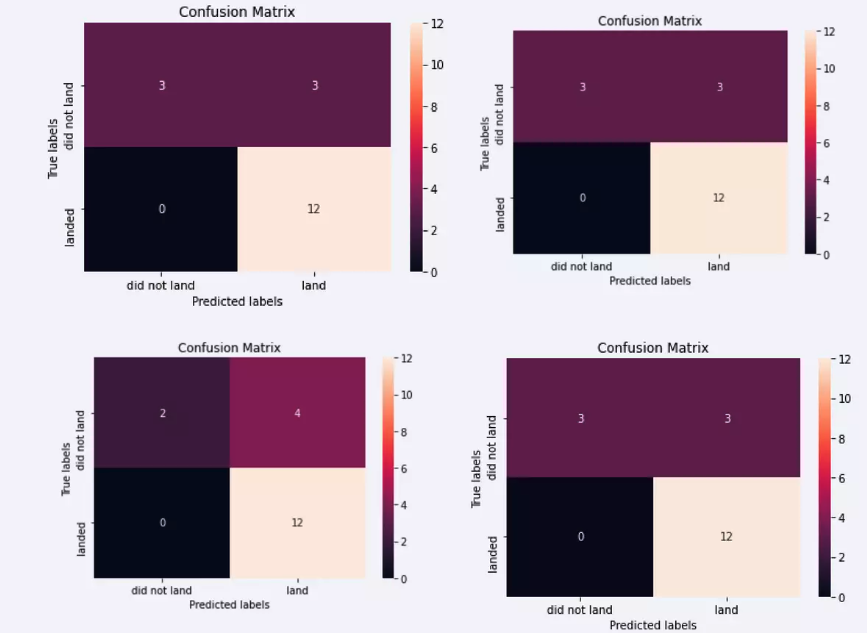 Confusion Matrix
True labels
did not land
landed
3 3
0 12
did not land land
Predicted labels
12
10
8
6
4
2
0
Confusion Matrix
True labels
did not land
landed
3 3
0 12
did not land land
Predicted labels
12
10
8
6
4
2
0
Confusion Matrix
True labels
did not land
landed
2 4
0 12
did not land land
Predicted labels
12
10
8
6
4
2
0
Confusion Matrix
True labels
did not land
landed
3 3
0 12
did not land land
Predicted labels
12
10
8
6
4
2
0